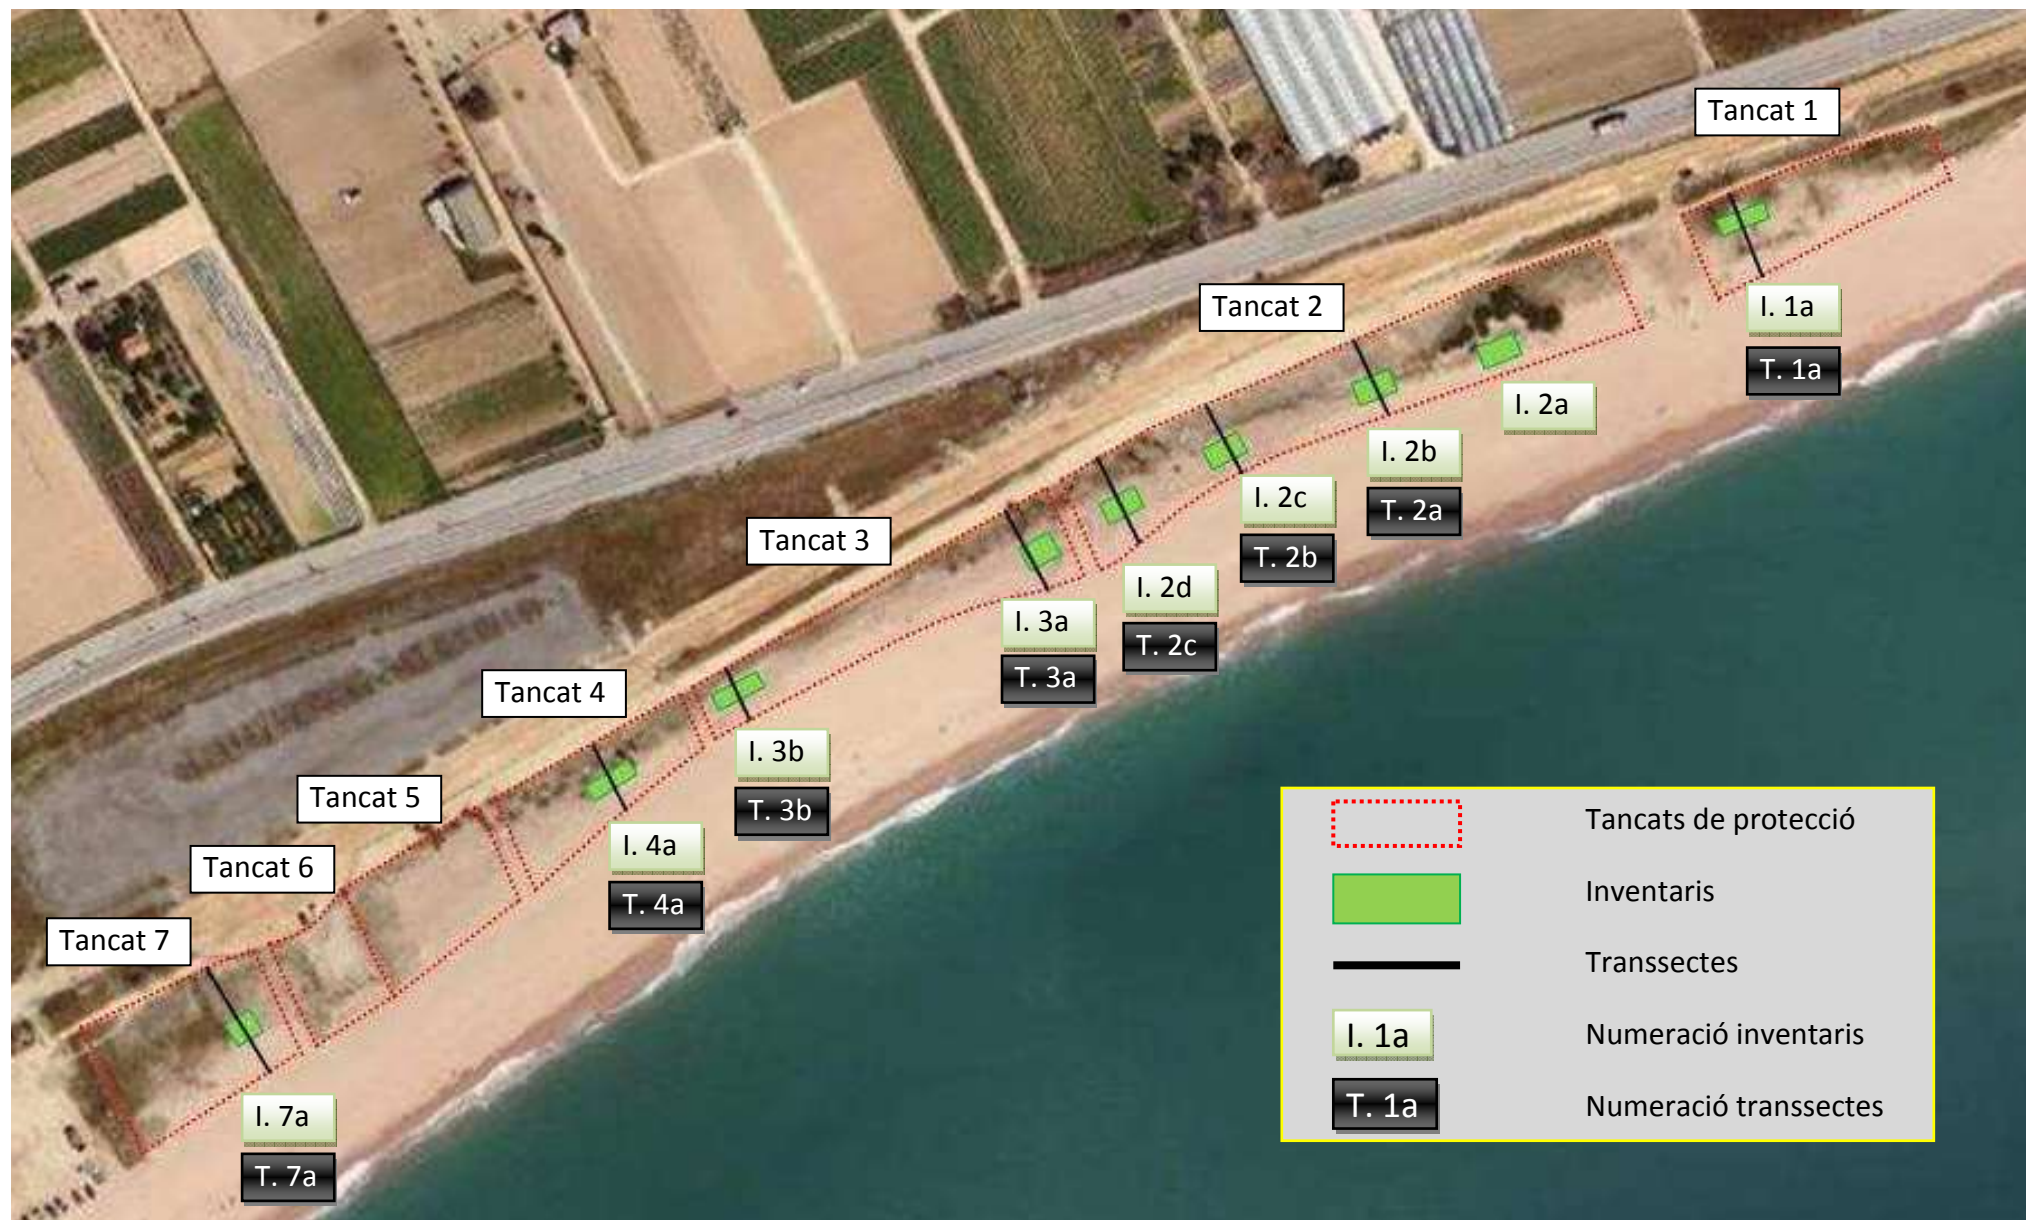 Tancat 1
I. 1a
T. 1a
Tancat 2
I. 2a
I. 2b
T. 2a
I. 2c
T. 2b
I. 2d
T. 2c
Tancat 3
I. 3a
T. 3a
I. 3b
T. 3b
Tancat 4
I. 4a
T. 4a
Tancat 5
Tancat 6
Tancat 7
I. 7a
T. 7a
Tancats de protecció
Inventaris
Transsectes
I. 1a Numeració inventaris
T. 1a Numeració transsectes